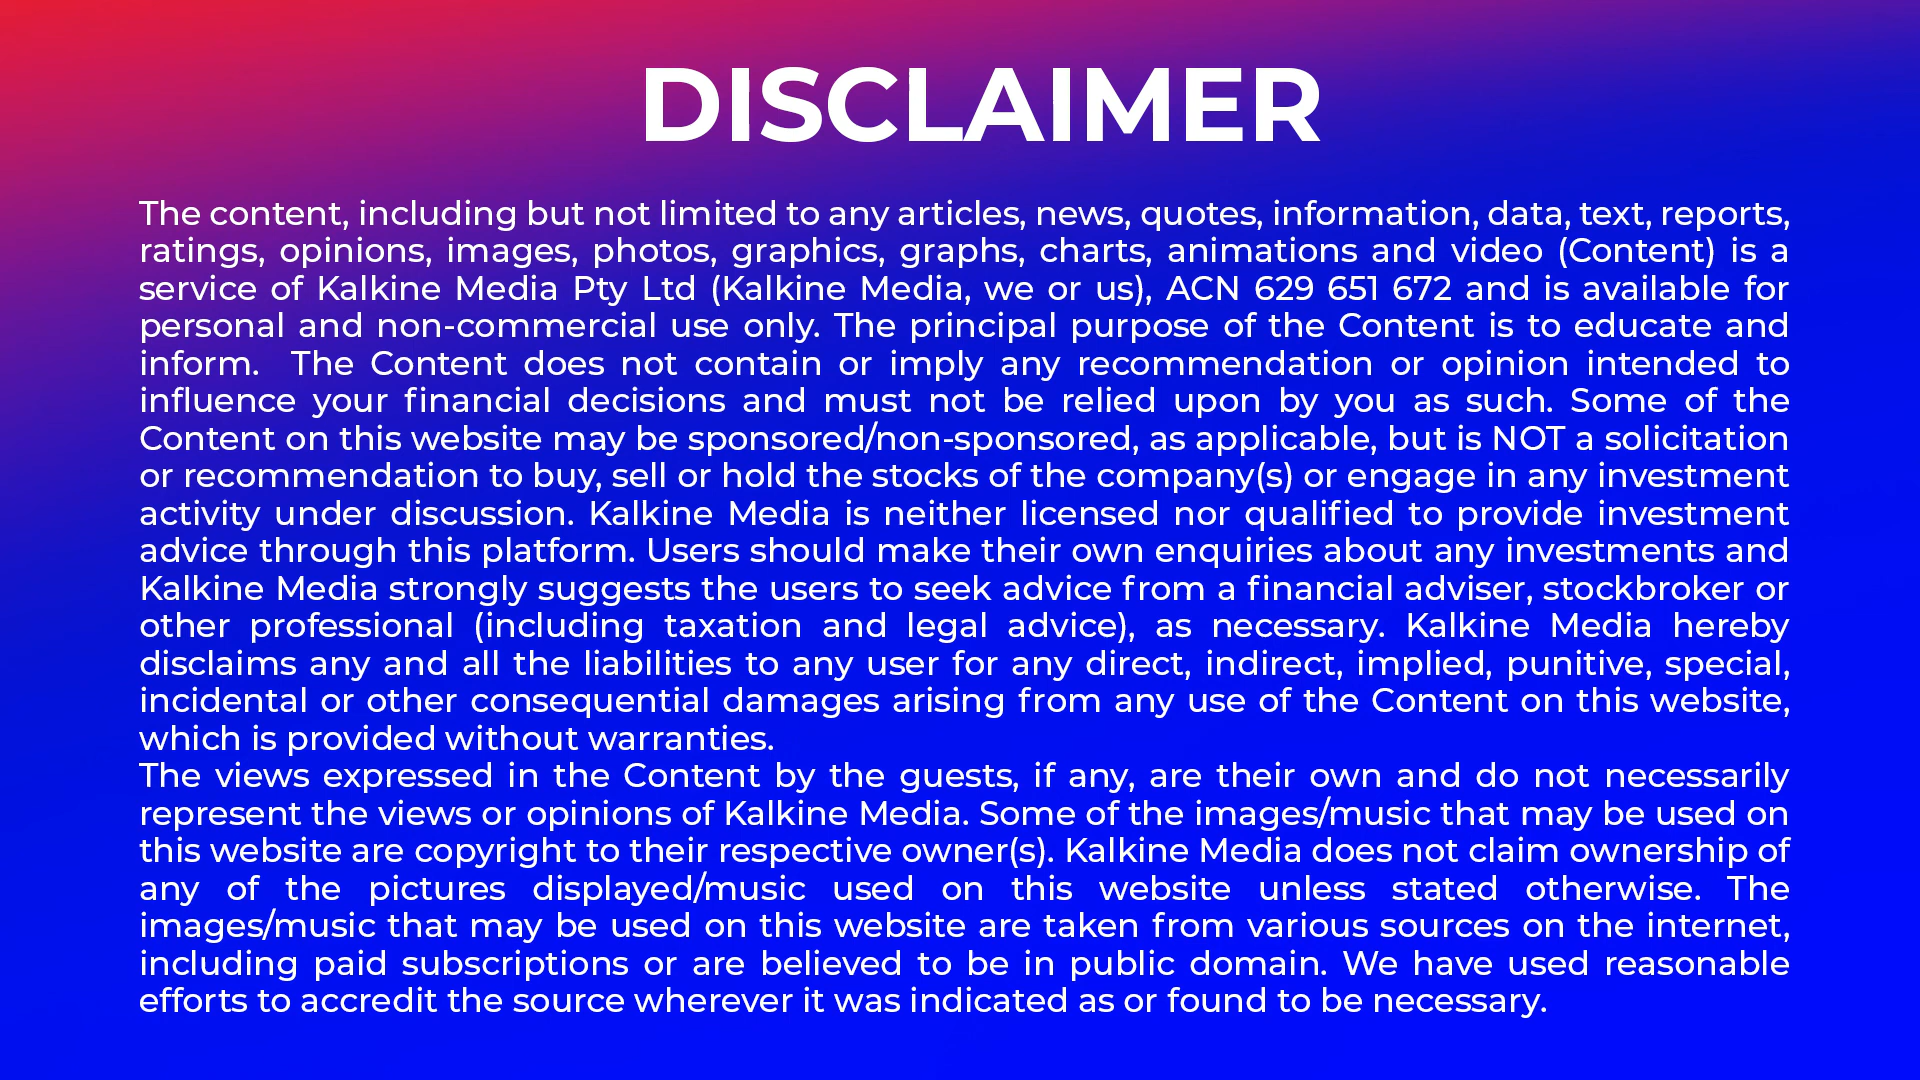 DISCLAIMER
The content, including but not limited to any articles, news, quotes, information, data, text, reports,
ratings, opinions, images, photos, graphics, graphs, charts, animations and video (Content) is a
service of Kalkine Media Pty Ltd (Kalkine Media, we or us), ACN 629 651 672 and is available for
personal and non-commercial use only. The principal purpose of the Content is to educate and
inform.  The Content does not contain or imply any recommendation or opinion intended to
influence your financial decisions and must not be relied upon by you as such. Some of the
Content on this website may be sponsored/non-sponsored, as applicable, but is NOT a solicitation
or recommendation to buy, sell or hold the stocks of the company(s) or engage in any investment
activity under discussion. Kalkine Media is neither licensed nor qualified to provide investment
advice through this platform. Users should make their own enquiries about any investments and
Kalkine Media strongly suggests the users to seek advice from a financial adviser, stockbroker or
other professional (including taxation and legal advice), as necessary. Kalkine Media hereby
disclaims any and all the liabilities to any user for any direct, indirect, implied, punitive, special,
incidental or other consequential damages arising from any use of the Content on this website,
which is provided without warranties.
The views expressed in the Content by the guests, if any, are their own and do not necessarily
represent the views or opinions of Kalkine Media. Some of the images/music that may be used on
this website are copyright to their respective owner(s). Kalkine Media does not claim ownership of
any of the pictures displayed/music used on this website unless stated otherwise. The
images/music that may be used on this website are taken from various sources on the internet,
including paid subscriptions or are believed to be in public domain. We have used reasonable
efforts to accredit the source wherever it was indicated as or found to be necessary.